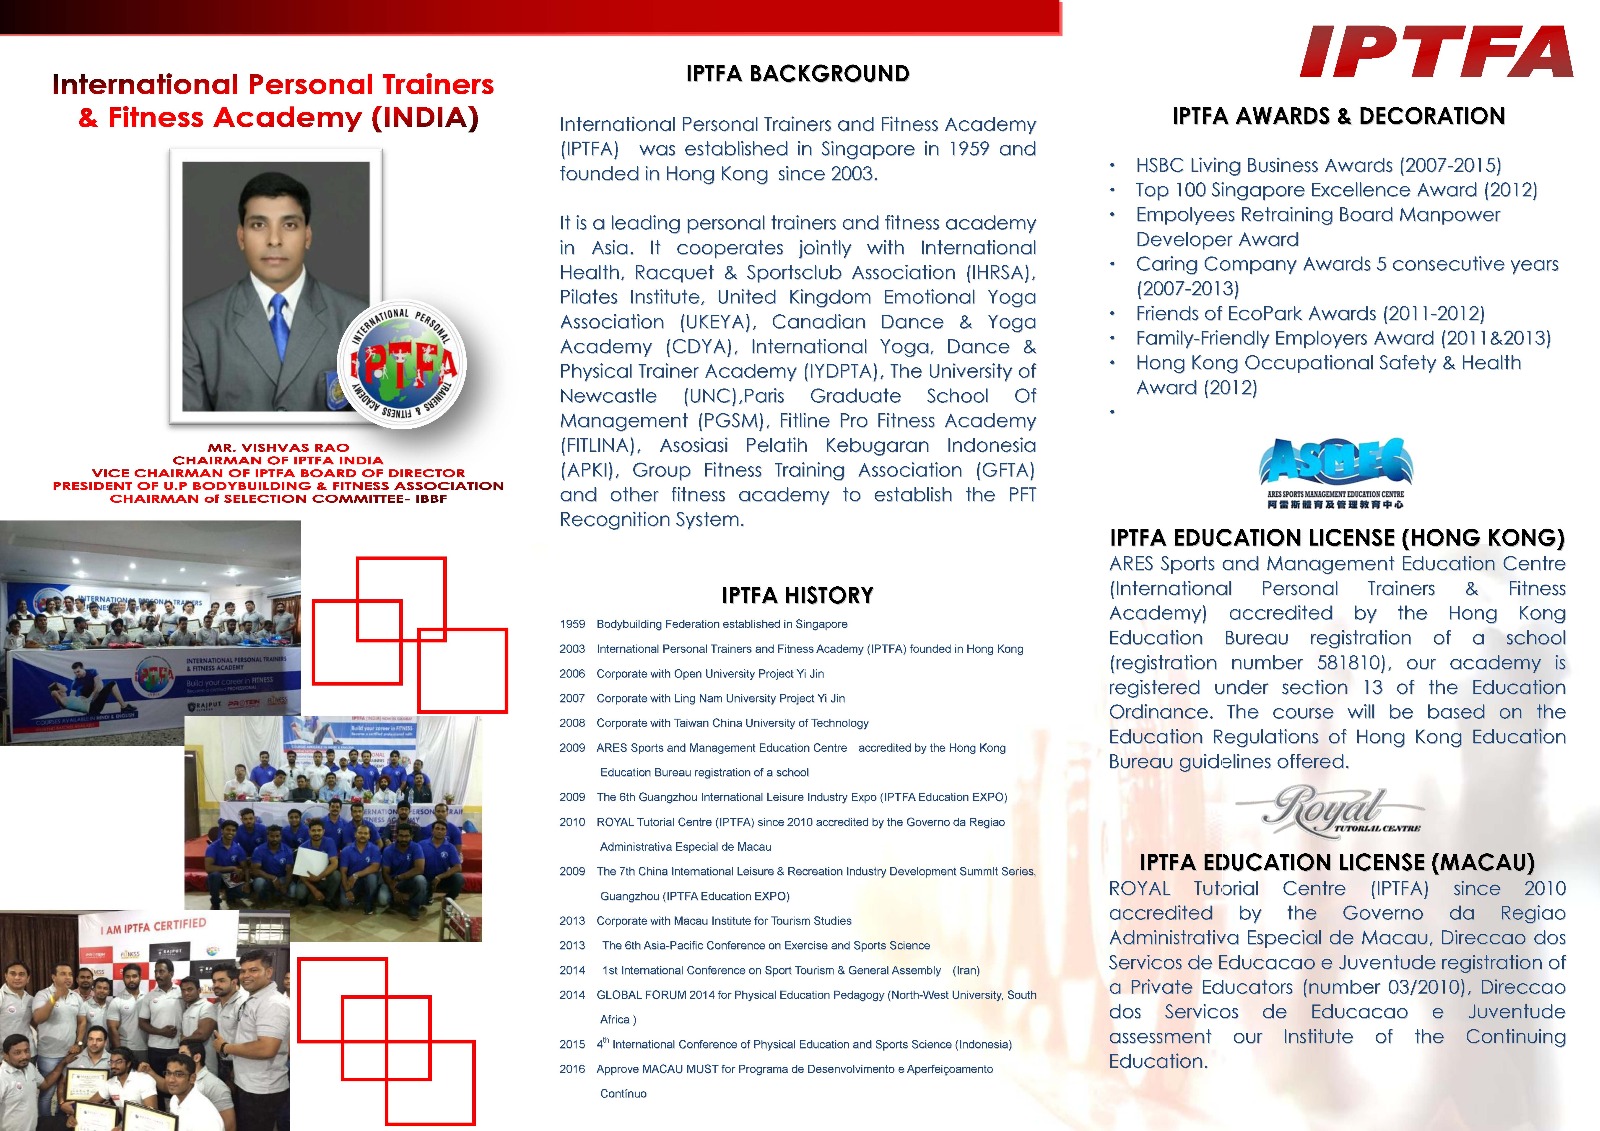 International Personal Trainers
& Fitness Academy (INDIA)
INTERNATIONAL PERSONAL
TRAINERS & FITNESS ACADEMY
IPTFA
MR. VISHVAS RAO
CHAIRMAN OF IPTFA INDIA
VICE CHAIRMAN OF IPTFA BOARD OF DIRECTOR
PRESIDENT OF U.P BODYBUILDING & FITNESS ASSOCIATION
CHAIRMAN of SELECTION COMMITTEE- IBBF
INTERNATIONAL PERSONAL TRAINERS
INTERNATIONAL PERSONAL TRAINERS
& FITNESS ACADEMY
Build your career in FITNESS
RAJPUT
Build your career in FITNESS
I AM IPTFA CERTIFIED
RAJPUT
IPTFA BACKGROUND
International Personal Trainers and Fitness Academy
(IPTFA) was established in Singapore in 1959 and
founded in Hong Kong since 2003.
It is a leading personal trainers and fitness academy
in Asia. It cooperates jointly with International
Health, Racquet & Sportsclub Association (IHRSA),
Pilates Institute, United Kingdom Emotional Yoga
Association (UKEYA), Canadian Dance & Yoga
Academy (CDYA), International Yoga, Dance &
Physical Trainer Academy (IYDPTA), The University of
Newcastle (UNC),Paris Graduate School Of
Management (PGSM), Fitline Pro Fitness Academy
(FITLINA), Asosiasi Pelatih Kebugaran Indonesia
(APKI), Group Fitness Training Association (GFTA)
and other fitness academy to establish the PFT
Recognition System.
IPTFA HISTORY
1959 Bodybuilding Federation established in Singapore
2003 International Personal Trainers and Fitness Academy (IPTFA) founded in Hong Kong
2006 Corporate with Open University Project Yi Jin
2007 Corporate with Ling Nam University Project Yi Jin
2008 Corporate with Taiwan China University of Technology
2009 ARES Sports and Management Education Centre accredited by the Hong Kong
Education Bureau registration of a school
2009 The 6th Guangzhou International Leisure Industry Expo (IPTFA Education EXPO)
2010 ROYAL Tutorial Centre (IPTFA) since 2010 accredited by the Governo da Regiao
Administrativa Especial de Macau
2009 The 7th China International Leisure & Recreation Industry Development Summit Series,
Guangzhou (IPTFA Education EXPO)
2013 Corporate with Macau Institute for Tourism Studies
2013 The 6th Asia-Pacific Conference on Exercise and Sports Science
2014 1st International Conference on Sport Tourism & General Assembly (Iran)
2014 GLOBAL FORUM 2014 for Physical Education Pedagogy (North-West University, South
Africa )
2015 4th International Conference of Physical Education and Sports Science (Indonesia)
2016 Approve MACAU MUST for Programa de Desenvolvimento e Aperfeiçoamento
Contínuo
IPTFA
IPTFA AWARDS & DECORATION
• HSBC Living Business Awards (2007-2015)
• Top 100 Singapore Excellence Award (2012)
• Empolyees Retraining Board Manpower
Developer Award
• Caring Company Awards 5 consecutive years
(2007-2013)
• Friends of EcoPark Awards (2011-2012)
• Family-Friendly Employers Award (2011&2013)
• Hong Kong Occupational Safety & Health
Award (2012)
•
ASMEC
ARES SPORTS MANAGEMENT EDUCATION CENTRE
阿雷斯體育及管理教育中心
IPTFA EDUCATION LICENSE (HONG KONG)
ARES Sports and Management Education Centre
(International Personal Trainers & Fitness
Academy) accredited by the Hong Kong
Education Bureau registration of a school
(registration number 581810), our academy is
registered under section 13 of the Education
Ordinance. The course will be based on the
Education Regulations of Hong Kong Education
Bureau guidelines offered.
Royal
TUTORIAL CENTRE
IPTFA EDUCATION LICENSE (MACAU)
ROYAL Tutorial Centre (IPTFA) since 2010
accredited by the Governo da Regiao
Administrativa Especial de Macau, Direccao dos
Servicos de Educacao e Juventude registration of
a Private Educators (number 03/2010), Direccao
dos Servicos de Educacao e Juventude
assessment our Institute of the Continuing
Education.